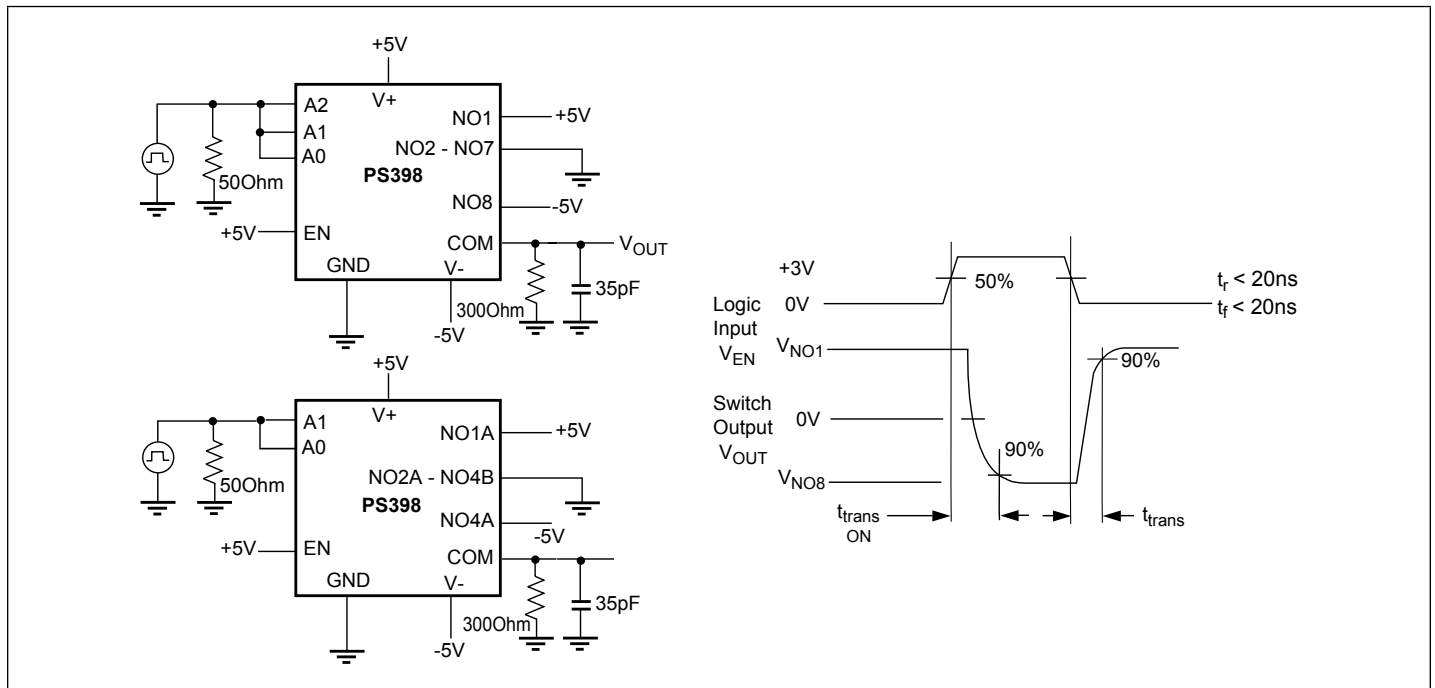 +5V
V+
A2
A1
A0
NO1
+5V
NO2 - NO7
PS398
50Ohm
NO8
-5V
+5V
EN
COM
VOUT
GND
V-
300Ohm
35pF
-5V
+5V
V+
A1
A0
NO1A
+5V
NO2A - NO4B
PS398
50Ohm
NO4A
-5V
+5V
EN
COM
GND
V-
300Ohm
35pF
-5V
+3V
50%
tr < 20ns
Logic
Input
VEN
0V
tf < 20ns
VNO1
90%
Switch
Output
VOUT
0V
90%
VNO8
ttrans
ON
ttrans